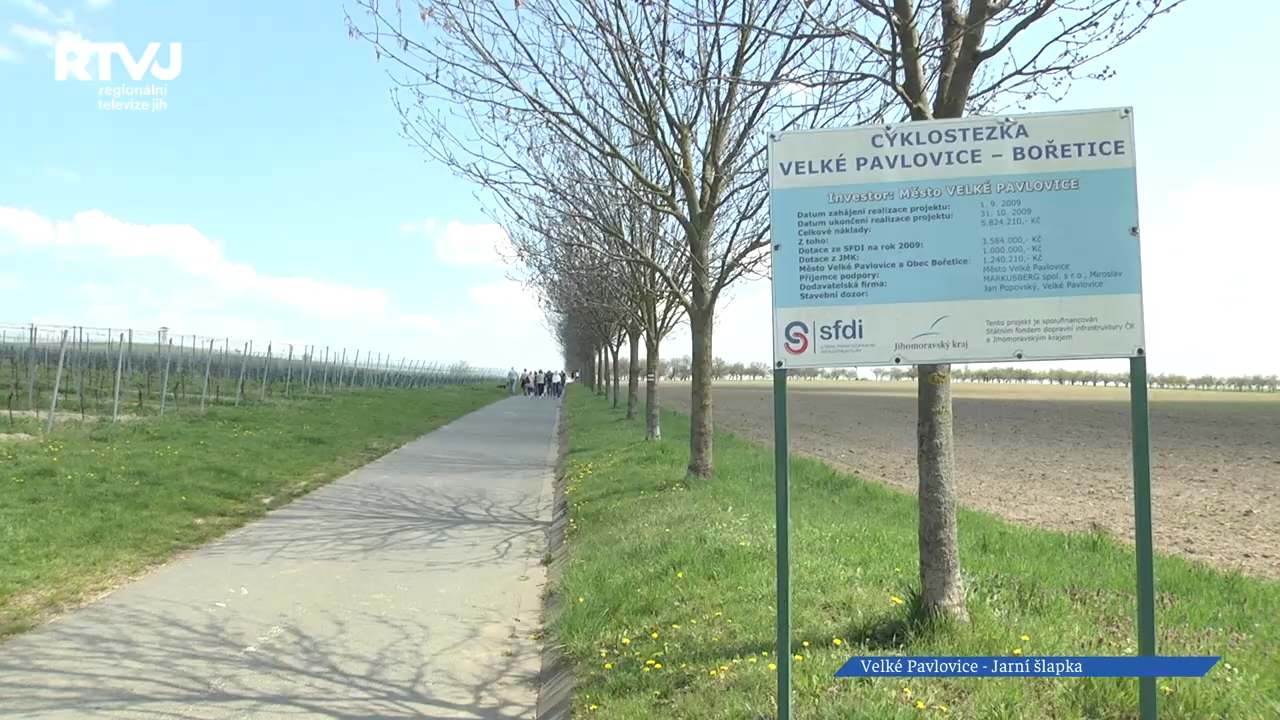 RTVJ
regionální
televize jih
CYKLOSTEZKA
VELKÉ PAVLOVICE – BOŘETICE
Investor: Město VELKÉ PAVLOVICE
Datum zahájení realizace projektu: 1. 9. 2009
Datum ukončení realizace projektu: 31. 10. 2009
Celkové náklady: 5.824.210,- Kč
Z toho:
Dotace ze SFDI na rok 2009: 3.584.000,- Kč
Dotace z JMK: 1.000.000,- Kč
Město Velké Pavlovice a Obec Bořetice: 1.240.210,- Kč
Příjemce podpory: Město Velké Pavlovice
Dodavatelská firma: MARKUSBERG spol. s r.o., Miroslav
Stavební dozor: Jan Popovský, Velké Pavlovice
sfdi
Jihomoravský kraj
Tento projekt je spolufinancován
Státním fondem dopravní infrastruktury ČR
a Jihomoravským krajem
Velké Pavlovice - Jarní šlapka